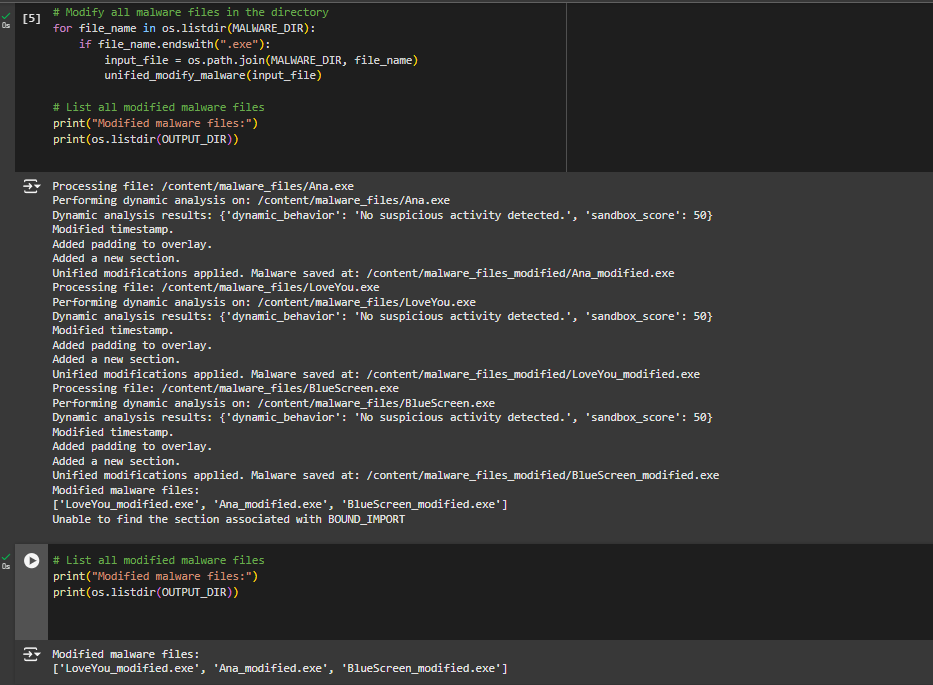 [5]
0s
# Modify all malware files in the directory
for file_name in os.listdir(MALWARE_DIR):
    if file_name.endswith(".exe"):
        input_file = os.path.join(MALWARE_DIR, file_name)
        unified_modify_malware(input_file)
# List all modified malware files
print("Modified malware files:")
print(os.listdir(OUTPUT_DIR))
Processing file: /content/malware_files/Ana.exe
Performing dynamic analysis on: /content/malware_files/Ana.exe
Dynamic analysis results: {'dynamic_behavior': 'No suspicious activity detected.', 'sandbox_score': 50}
Modified timestamp.
Added padding to overlay.
Added a new section.
Unified modifications applied. Malware saved at: /content/malware_files_modified/Ana_modified.exe
Processing file: /content/malware_files/LoveYou.exe
Performing dynamic analysis on: /content/malware_files/LoveYou.exe
Dynamic analysis results: {'dynamic_behavior': 'No suspicious activity detected.', 'sandbox_score': 50}
Modified timestamp.
Added padding to overlay.
Added a new section.
Unified modifications applied. Malware saved at: /content/malware_files_modified/LoveYou_modified.exe
Processing file: /content/malware_files/BlueScreen.exe
Performing dynamic analysis on: /content/malware_files/BlueScreen.exe
Dynamic analysis results: {'dynamic_behavior': 'No suspicious activity detected.', 'sandbox_score': 50}
Modified timestamp.
Added padding to overlay.
Added a new section.
Unified modifications applied. Malware saved at: /content/malware_files_modified/BlueScreen_modified.exe
Modified malware files:
['LoveYou_modified.exe', 'Ana_modified.exe', 'BlueScreen_modified.exe']
Unable to find the section associated with BOUND_IMPORT
0s
# List all modified malware files
print("Modified malware files:")
print(os.listdir(OUTPUT_DIR))
Modified malware files:
['LoveYou_modified.exe', 'Ana_modified.exe', 'BlueScreen_modified.exe']